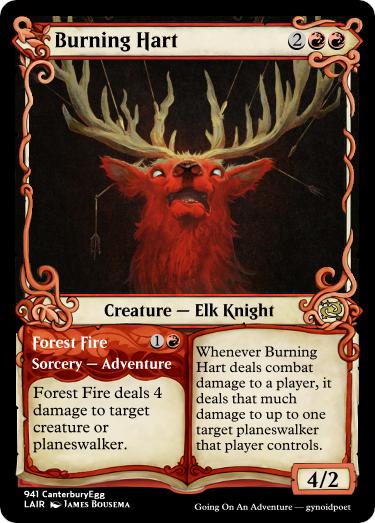 Burning Hart 2
Creature — Elk Knight
Forest Fire 1
Sorcery — Adventure
Forest Fire deals 4
damage to target
creature or
planeswalker.
Whenever Burning
Hart deals combat
damage to a player, it
deals that much
damage to up to one
target planeswalker
that player controls.
4/2
941 CanterburyEgg
LAIR James Bousema
Going On An Adventure — gynoidpoet